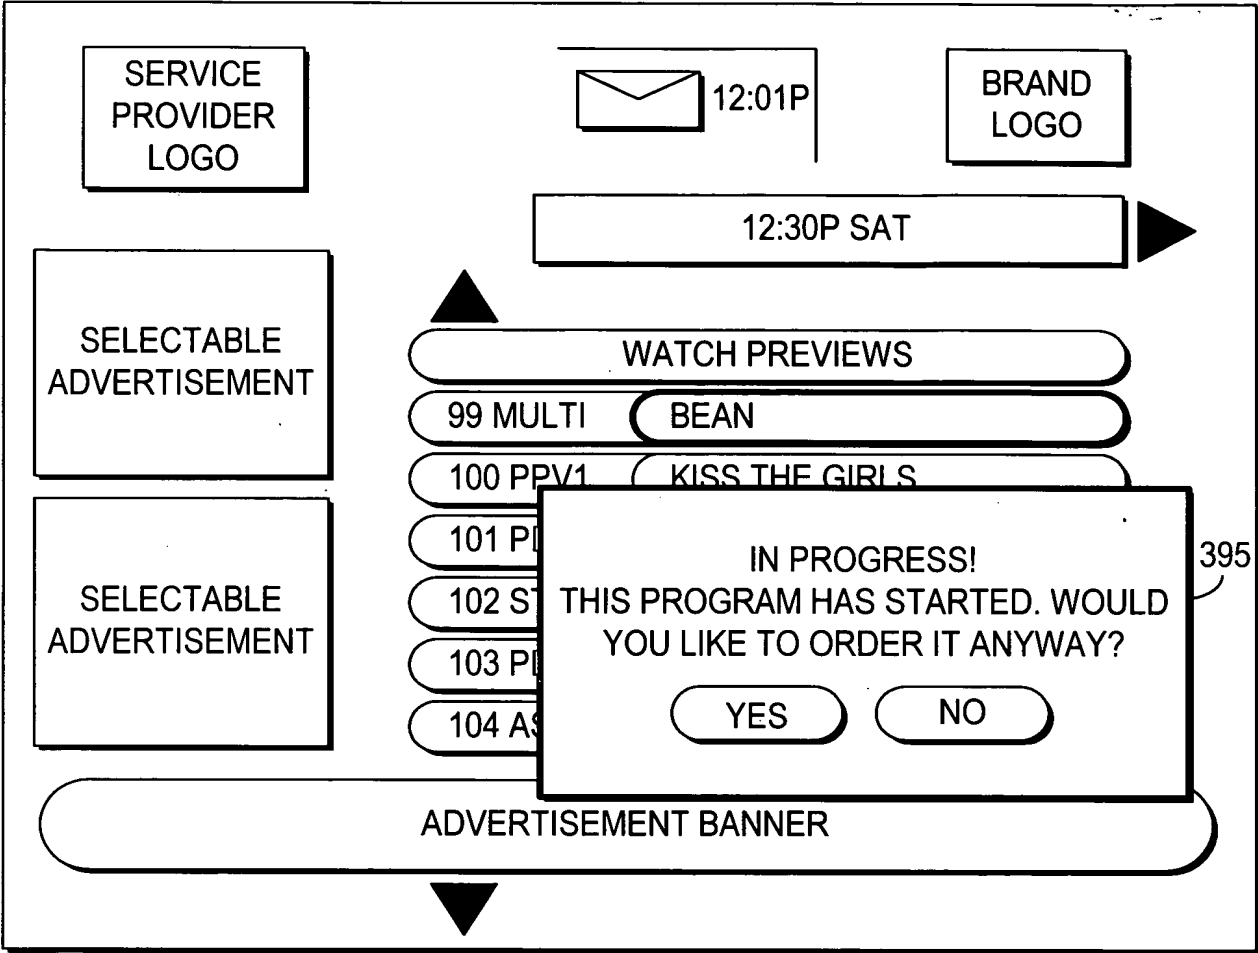 SERVICE
PROVIDER
LOGO
12:01P
BRAND
LOGO
12:30P SAT
SELECTABLE
ADVERTISEMENT
WATCH PREVIEWS
99 MULTI BEAN
100 PPV1 KISS THE GIRLS
101
102
103
104
SELECTABLE
ADVERTISEMENT
IN PROGRESS!
THIS PROGRAM HAS STARTED. WOULD
YOU LIKE TO ORDER IT ANYWAY?
YES NO
395
ADVERTISEMENT BANNER